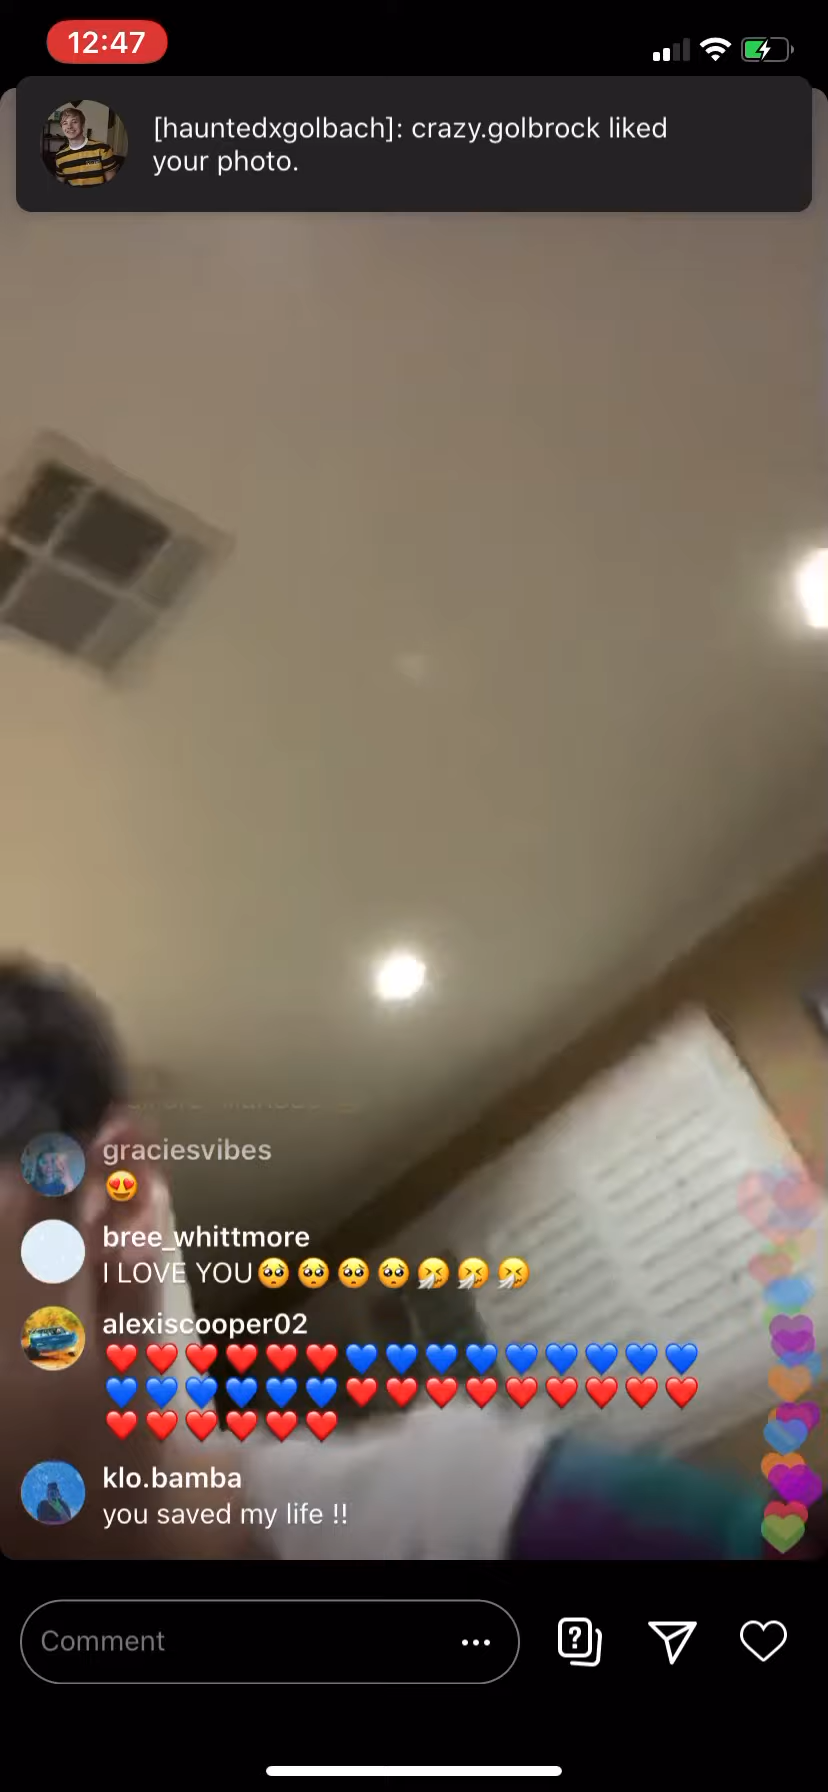 12:47
[hauntedxgolbach]: crazy.golbrock liked
your photo.
graciesvibes
😍
bree_whittmore
I LOVE YOU🥺🥺🥺🥺🤧🤧🤧
alexiscooper02
❤️❤️❤️❤️❤️❤️💙💙💙💙💙💙💙💙💙
💙💙💙💙💙💙❤️❤️❤️❤️❤️❤️❤️❤️❤️
❤️❤️❤️❤️❤️❤️
klo.bamba
you saved my life !!
Comment